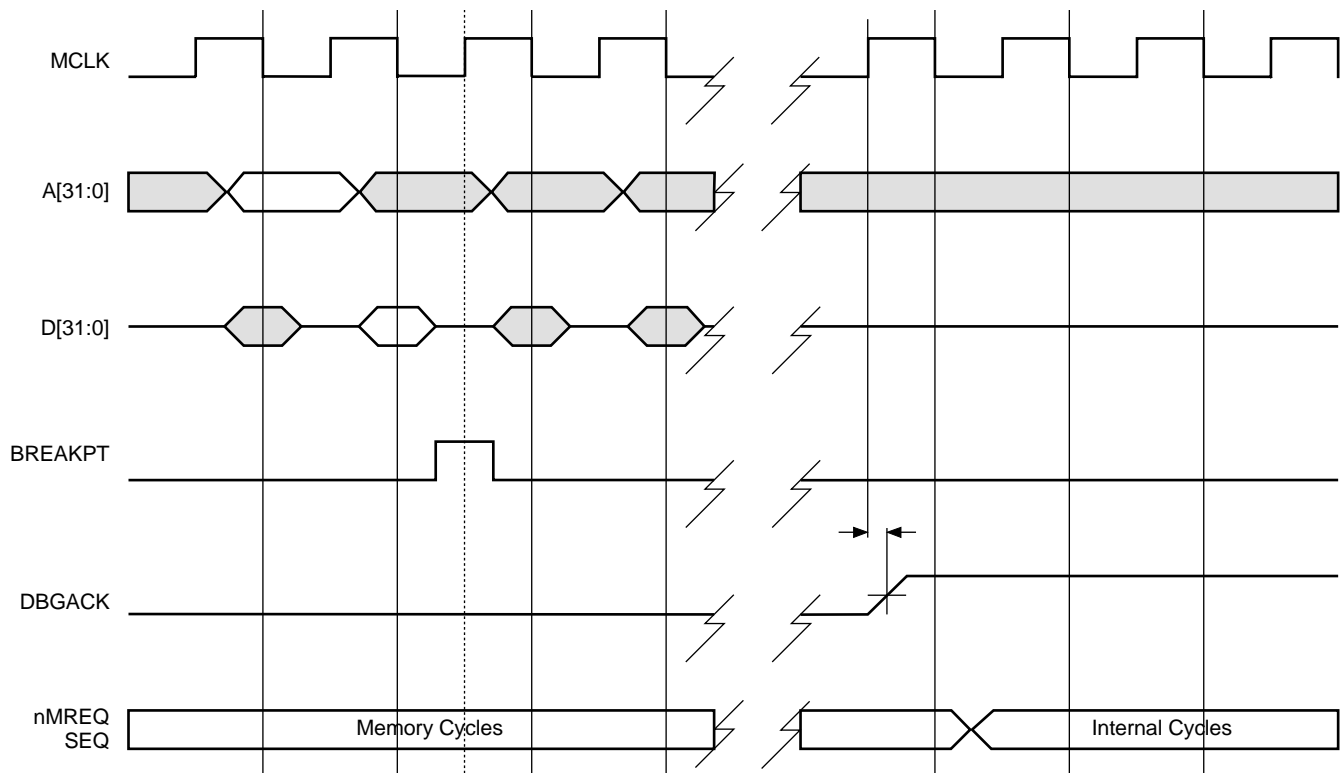 MCLK
A[31:0]
D[31:0]
BREAKPT
DBGACK
nMREQ
SEQ
Memory Cycles
Internal Cycles